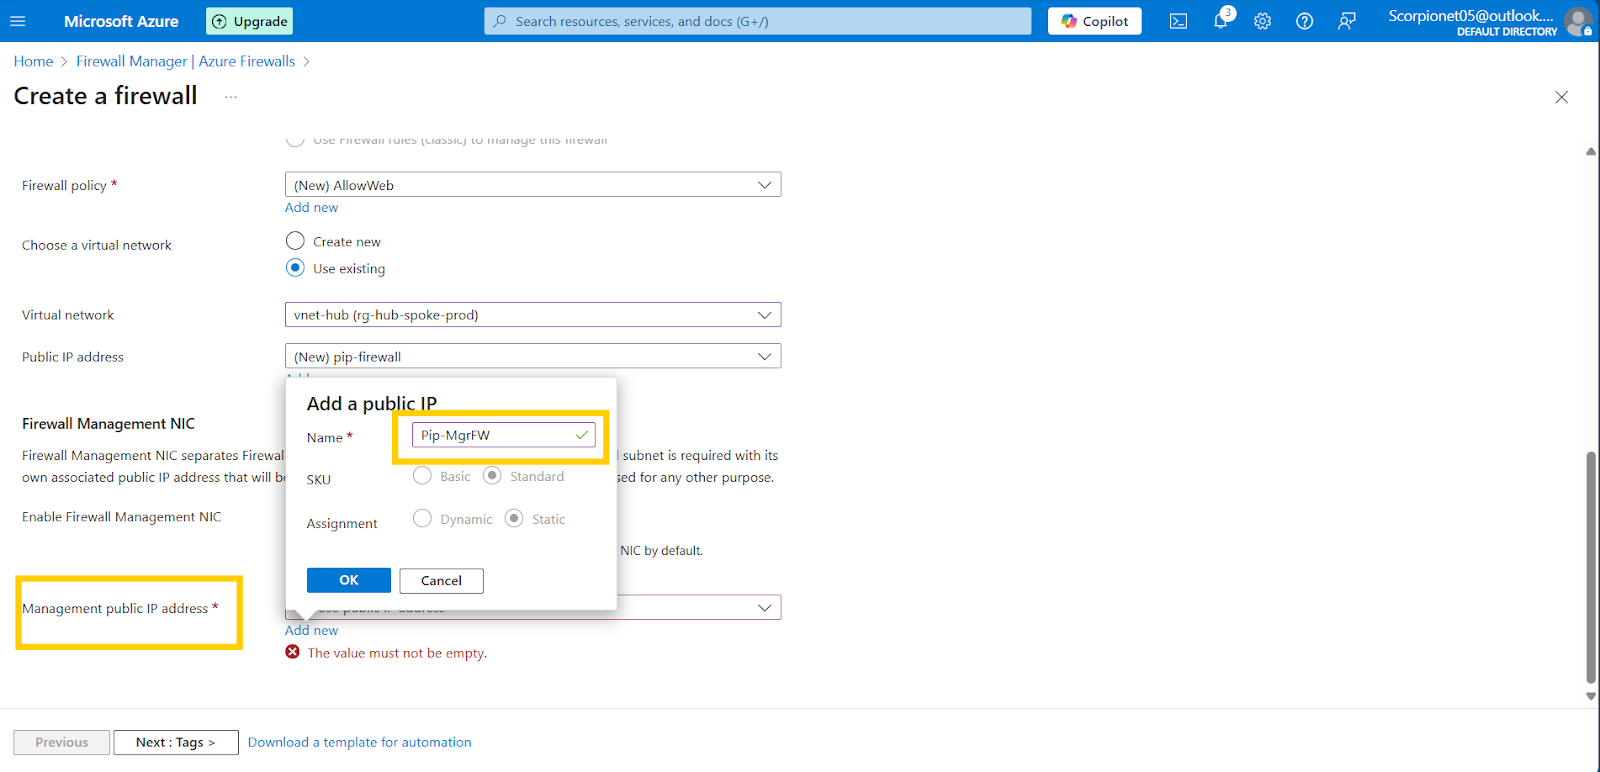 Microsoft Azure
Upgrade
Search resources, services, and docs (G+/)
Copilot
3
Scorpionet05@outlook....
DEFAULT DIRECTORY
Home > Firewall Manager | Azure Firewalls >
Create a firewall ...
Use Firewall rules (classic) to manage this firewall
Firewall policy *
(New) AllowWeb
Add new
Choose a virtual network
Create new
Use existing
Virtual network
vnet-hub (rg-hub-spoke-prod)
Public IP address
(New) pip-firewall
Add a public IP
Name *
Pip-MgrFW
SKU
Basic
Standard
Assignment
Dynamic
Static
OK
Cancel
Firewall Management NIC
Firewall Management NIC separates Firewal subnet is required with its
own associated public IP address that will be sed for any other purpose.
Enable Firewall Management NIC
NIC by default.
Management public IP address *
public IP address
Add new
The value must not be empty.
Previous
Next : Tags >
Download a template for automation